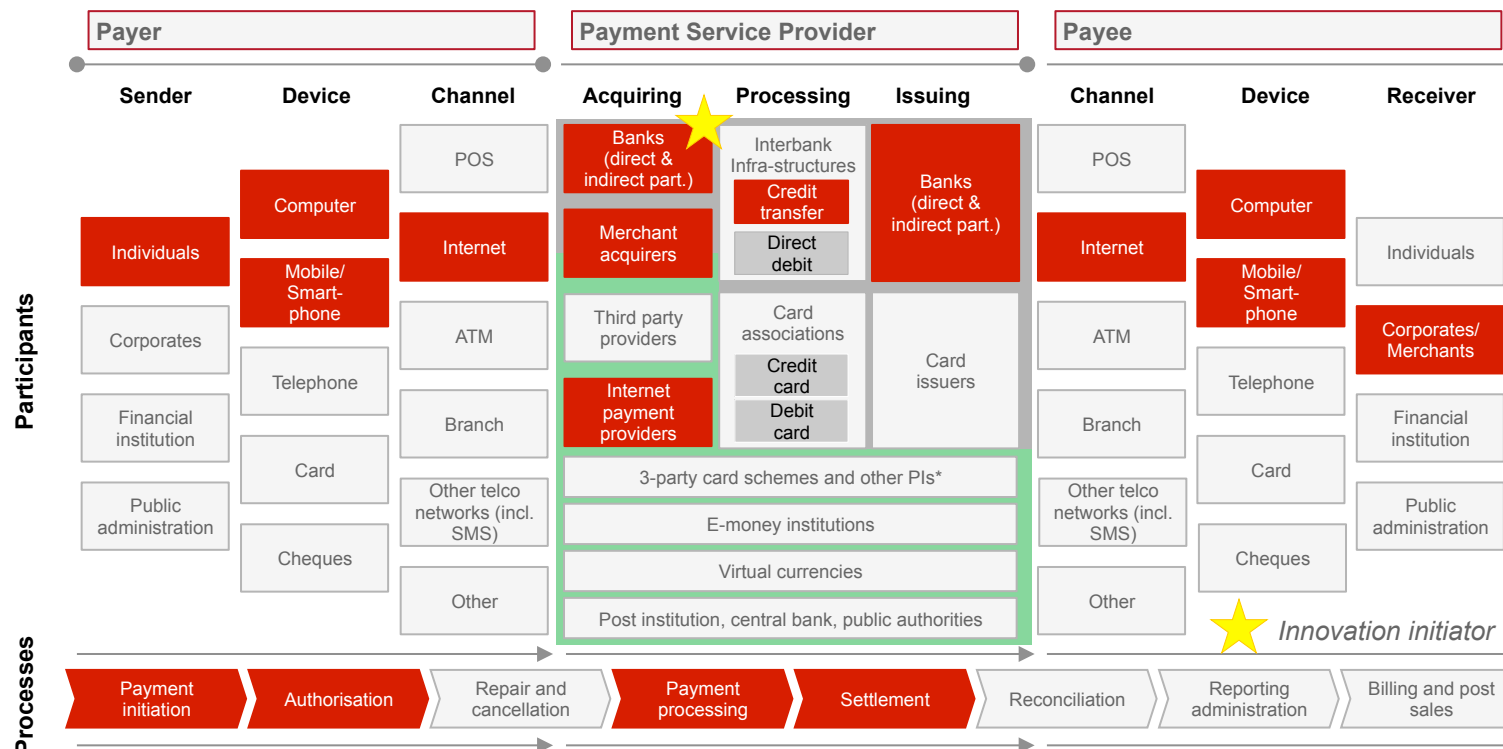 Payer
Payment Service Provider
Payee
Sender
Device
Channel
Acquiring
Processing
Issuing
Channel
Device
Receiver
Participants
Individuals
Corporates
Financial
institution
Public
administration
Computer
Mobile/
Smart-
phone
Telephone
Card
Cheques
POS
Internet
ATM
Branch
Other telco
networks (incl.
SMS)
Other
Banks
(direct &
indirect part.)
Merchant
acquirers
Third party
providers
Internet
payment
providers
Interbank
Infra-structures
Credit
transfer
Direct
debit
Card
associations
Credit
card
Debit
card
Banks
(direct &
indirect part.)
Card
issuers
3-party card schemes and other PIs*
E-money institutions
Virtual currencies
Post institution, central bank, public authorities
POS
Internet
ATM
Branch
Other telco
networks (incl.
SMS)
Other
Computer
Mobile/
Smart-
phone
Telephone
Card
Cheques
Individuals
Corporates/
Merchants
Financial
institution
Public
administration
Innovation initiator
Processes
Payment
initiation
Authorisation
Repair and
cancellation
Payment
processing
Settlement
Reconciliation
Reporting
administration
Billing and post
sales